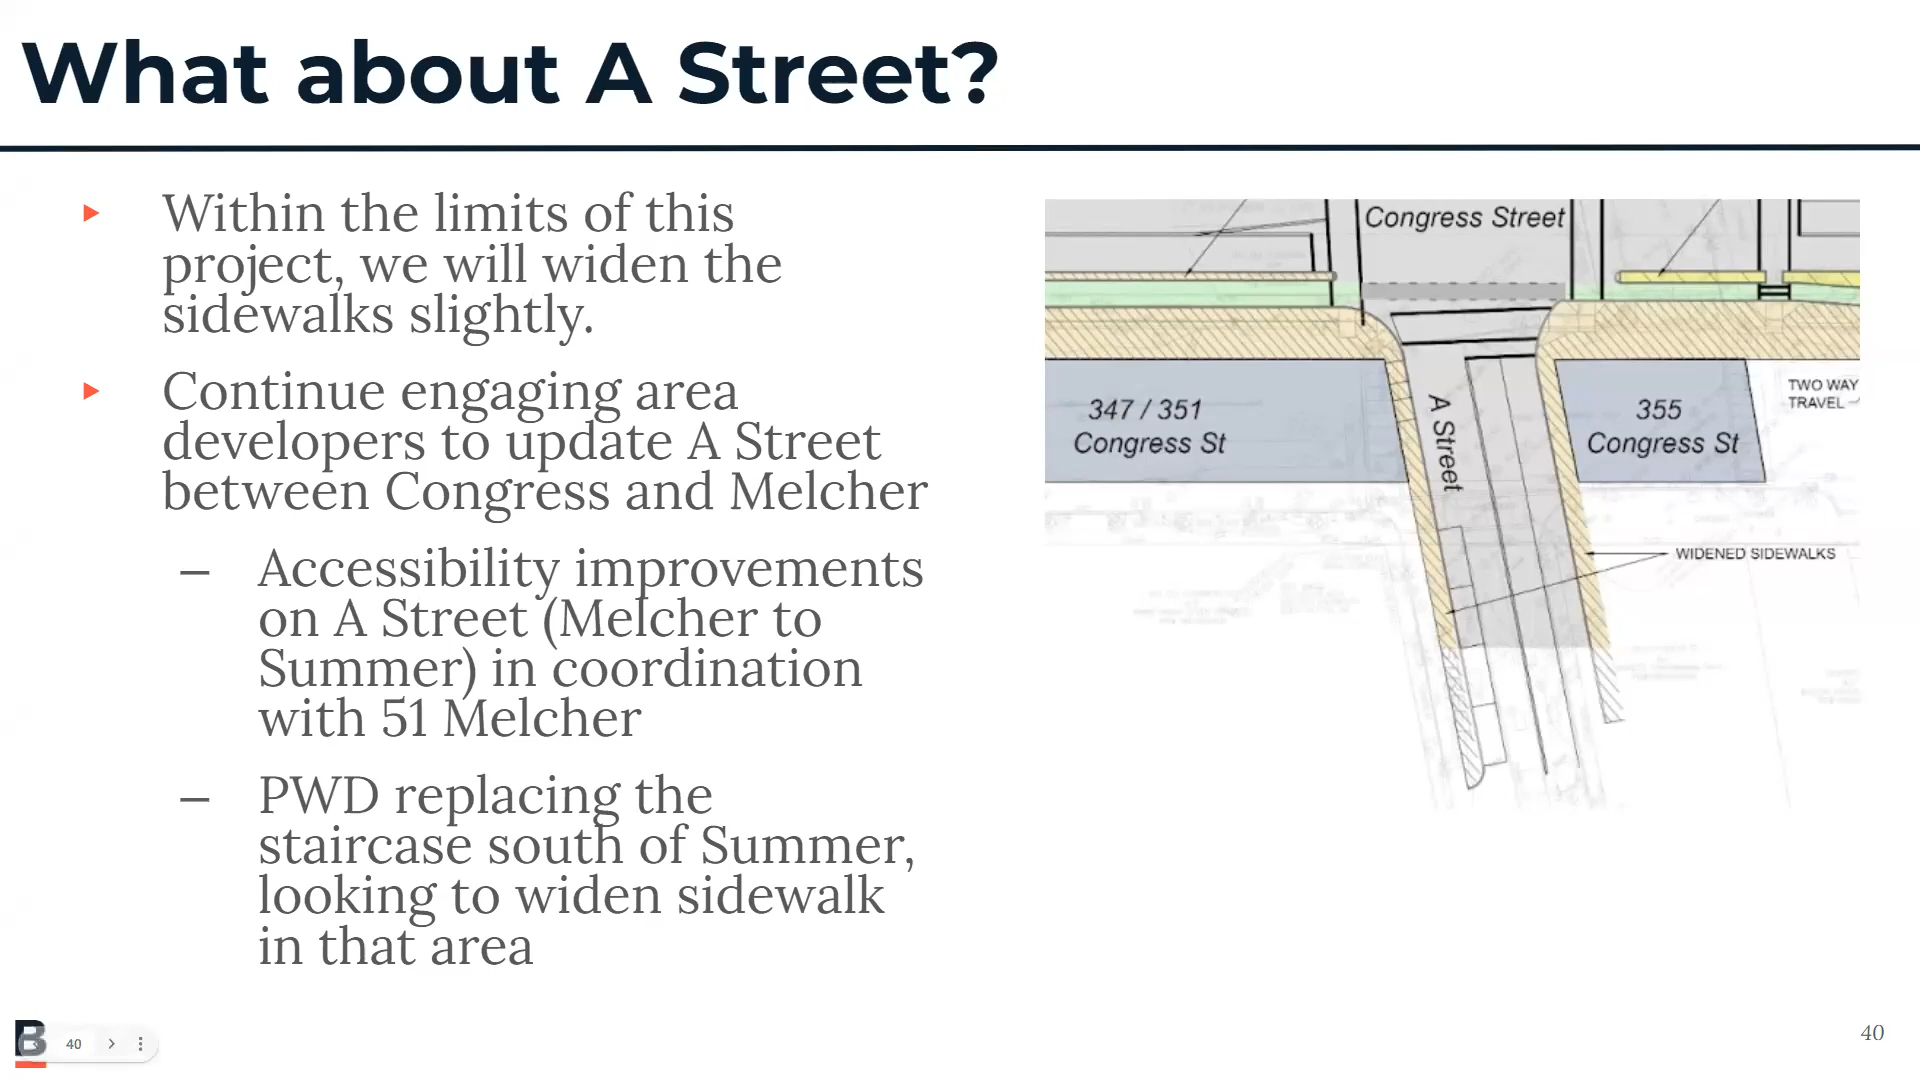 What about A Street?
Within the limits of this
project, we will widen the
sidewalks slightly.
Continue engaging area
developers to update A Street
between Congress and Melcher
– Accessibility improvements
on A Street (Melcher to
Summer) in coordination
with 51 Melcher
– PWD replacing the
staircase south of Summer,
looking to widen sidewalk
in that area
Congress Street
347 / 351
Congress St
A Street
355
Congress St
TWO WAY
TRAVEL
WIDENED SIDEWALKS
B
40
40